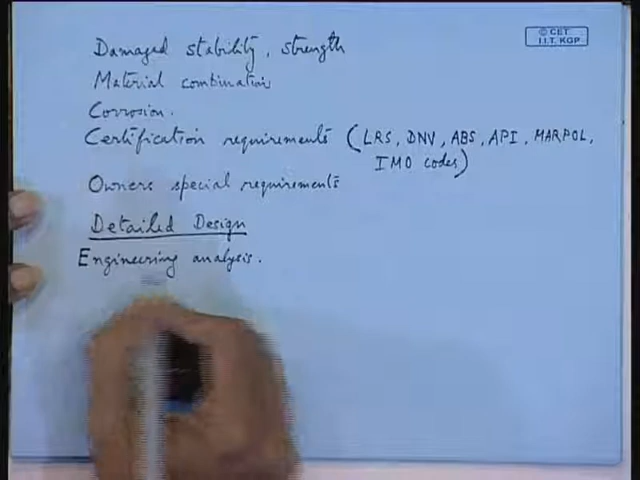 © CET
I.I.T. KGP
Damaged stability, strength
Material combination
Corrosion.
Certification requirements (LRS, DNV, ABS, API, MARPOL,
IMO codes)
Owners special requirements
Detailed Design
Engineering analysis.